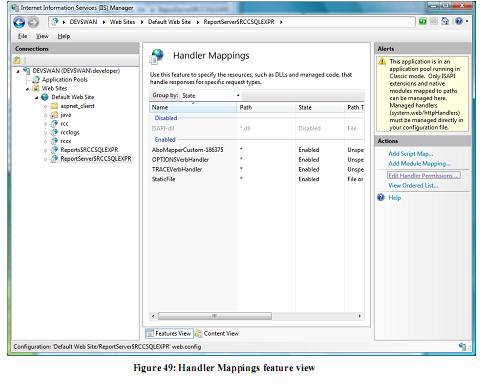 Internet Information Services (IIS) Manager
DEVSWAN Web Sites Default Web Site ReportServer$RCCSQLEXPR
File View Help
Connections
DEVSWAN (DEVSWAN\developer)
Application Pools
Web Sites
Default Web Site
aspnet_client
java
rcc
rcclogs
rccs
Reports$RCCSQLEXPR
ReportServer$RCCSQLEXPR
Handler Mappings
Use this feature to specify the resources, such as DLLs and managed code, that
handle responses for specific request types.
Group by: State
Name Path State Path T
Disabled
ISAPI-dll *.dll Disabled File
Enabled
AboMapperCustom-186375 * Enabled Unspe
OPTIONSVerbHandler * Enabled Unspe
TRACEVerbHandler * Enabled Unspe
StaticFile * Enabled File or
Features View Content View
Alerts
This application is in an
application pool running in
Classic mode. Only ISAPI
extensions and native
modules mapped to paths
can be managed here.
Managed handlers
(system.web/httpHandlers)
must be managed directly in
your configuration file.
Actions
Add Script Map...
Add Module Mapping...
Edit Handler Permissions...
View Ordered List...
Help
Configuration: 'Default Web Site/ReportServer$RCCSQLEXPR' web.config
Figure 49: Handler Mappings feature view